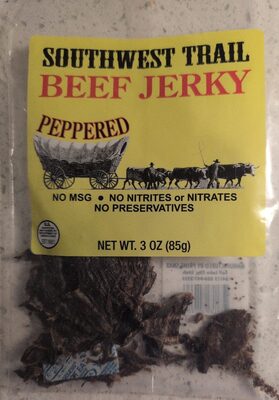 SOUTHWEST TRAIL
BEEF JERKY
PEPPERED
NO MSG • NO NITRITES or NITRATES
NO PRESERVATIVES
NET WT. 3 OZ (85g)